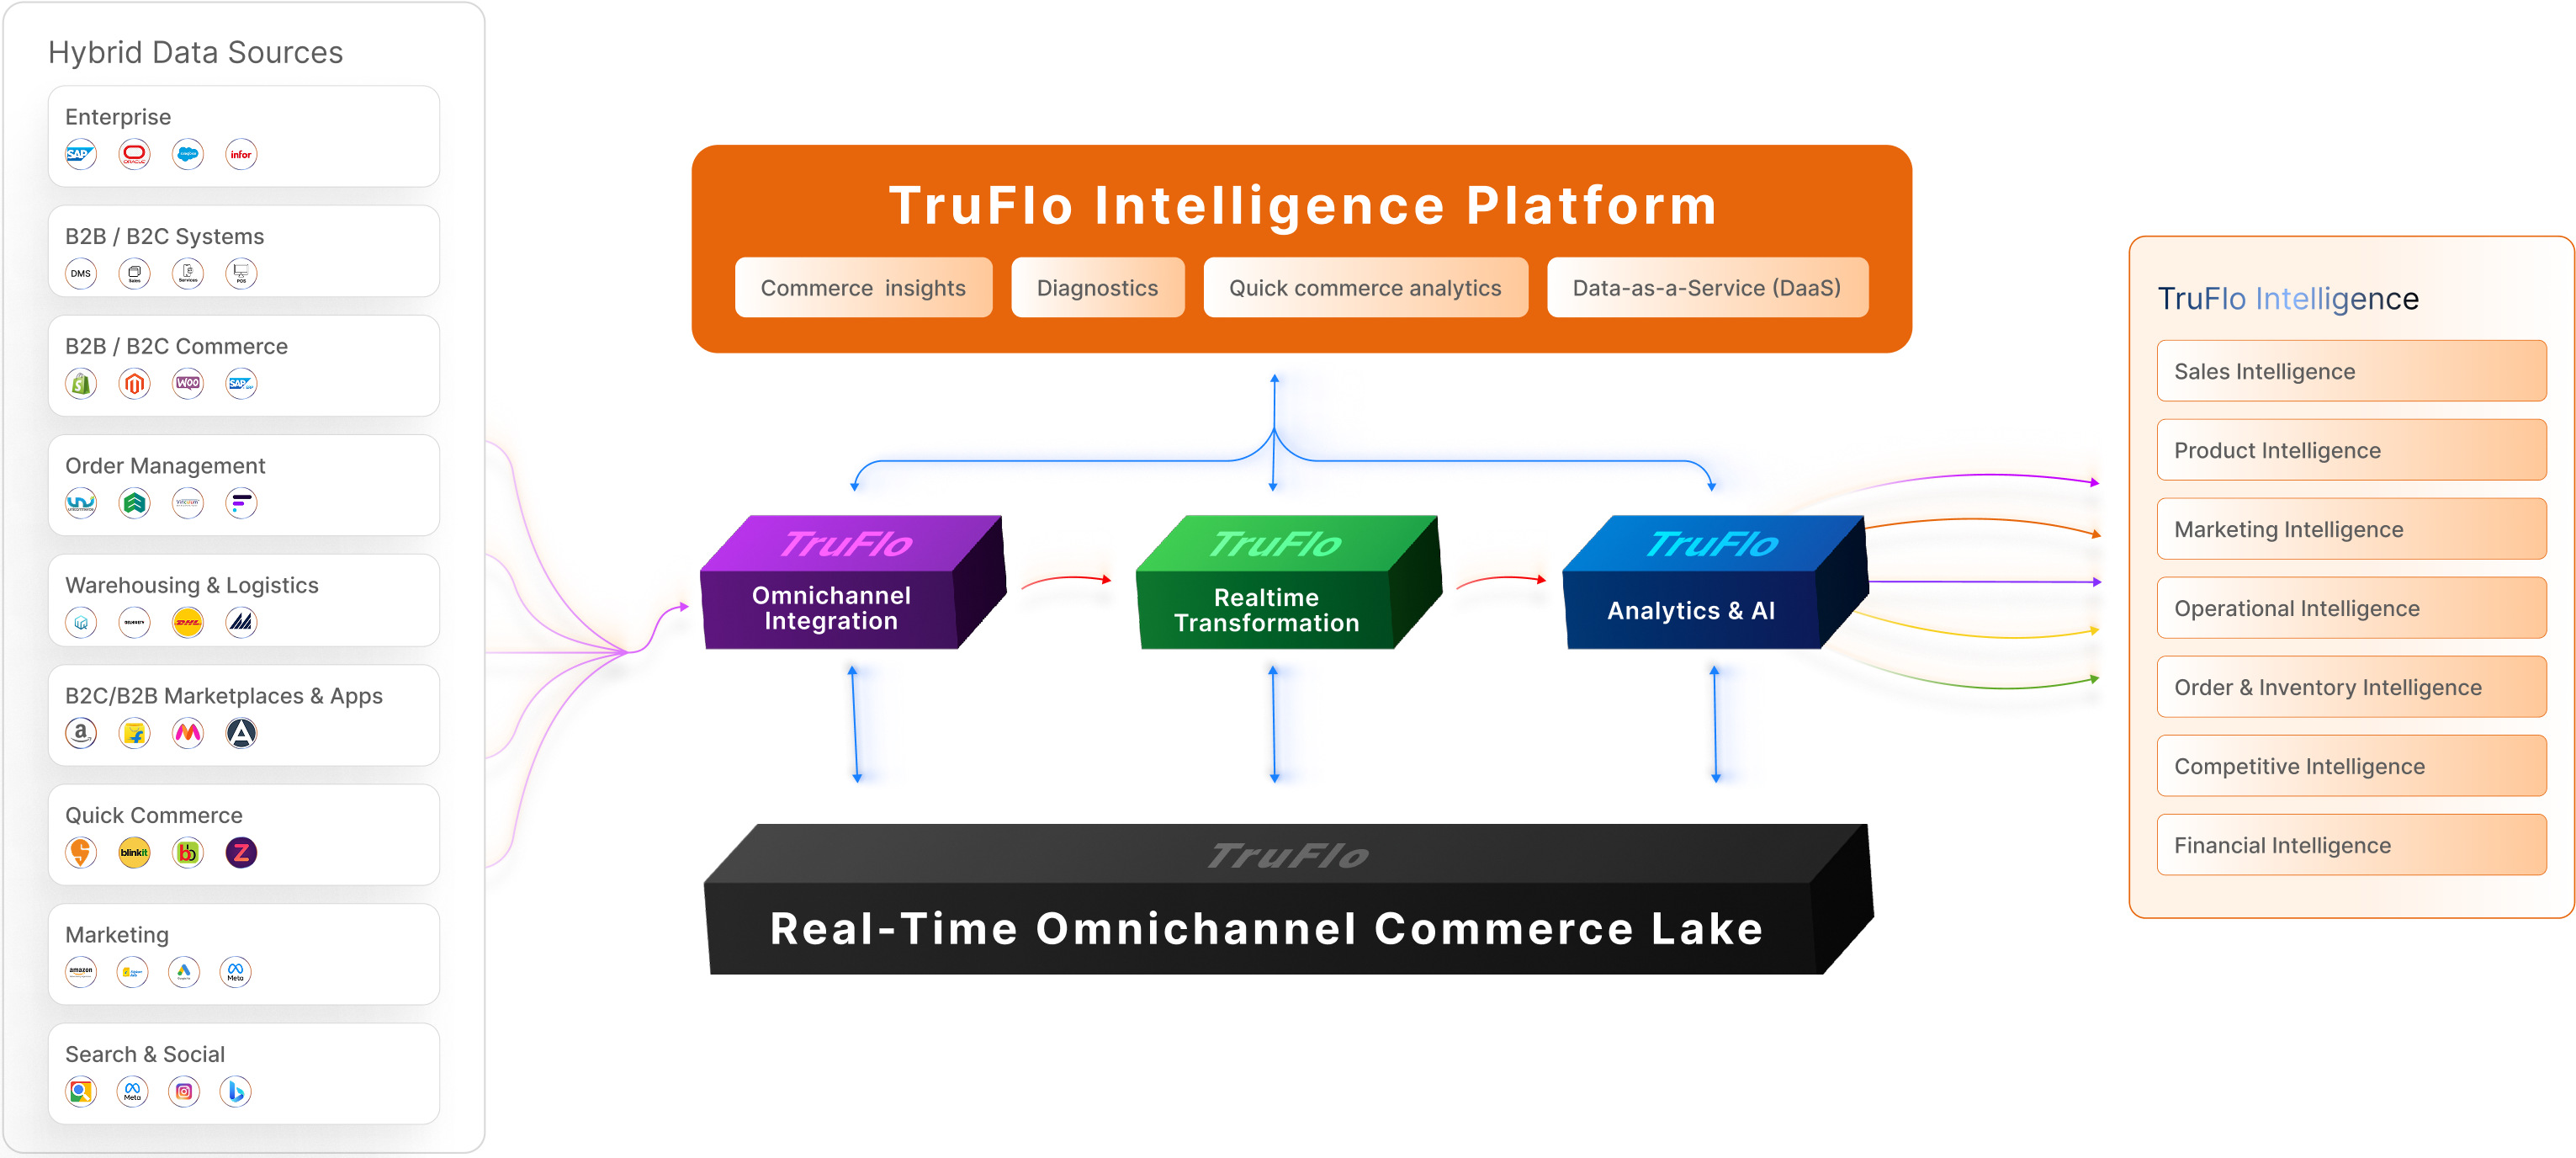 Hybrid Data Sources
Enterprise
SAP
ORACLE
infor
B2B / B2C Systems
DMS
Sales
Services
POS
B2B / B2C Commerce
WOO
SAP
Order Management
Warehousing & Logistics
DHL
B2C/B2B Marketplaces & Apps
a
Quick Commerce
blinkit
bb
Z
Marketing
amazon
Meta
Search & Social
Meta
TruFlo Intelligence Platform
Commerce insights
Diagnostics
Quick commerce analytics
Data-as-a-Service (DaaS)
TruFlo
Omnichannel
Integration
TruFlo
Realtime
Transformation
TruFlo
Analytics & AI
TruFlo
Real-Time Omnichannel Commerce Lake
TruFlo Intelligence
Sales Intelligence
Product Intelligence
Marketing Intelligence
Operational Intelligence
Order & Inventory Intelligence
Competitive Intelligence
Financial Intelligence